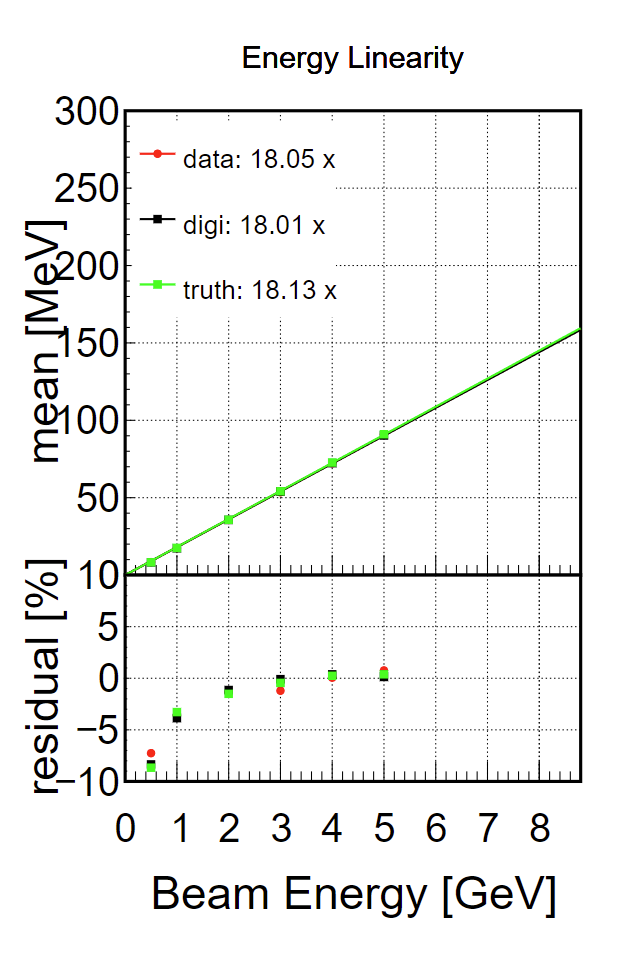 Energy Linearity
300
250
200
150
100
50
10
data: 18.05 x
digi: 18.01 x
truth: 18.13 x
mean [MeV]
5
0
−5
−10
residual [%]
0 1 2 3 4 5 6 7 8
Beam Energy [GeV]